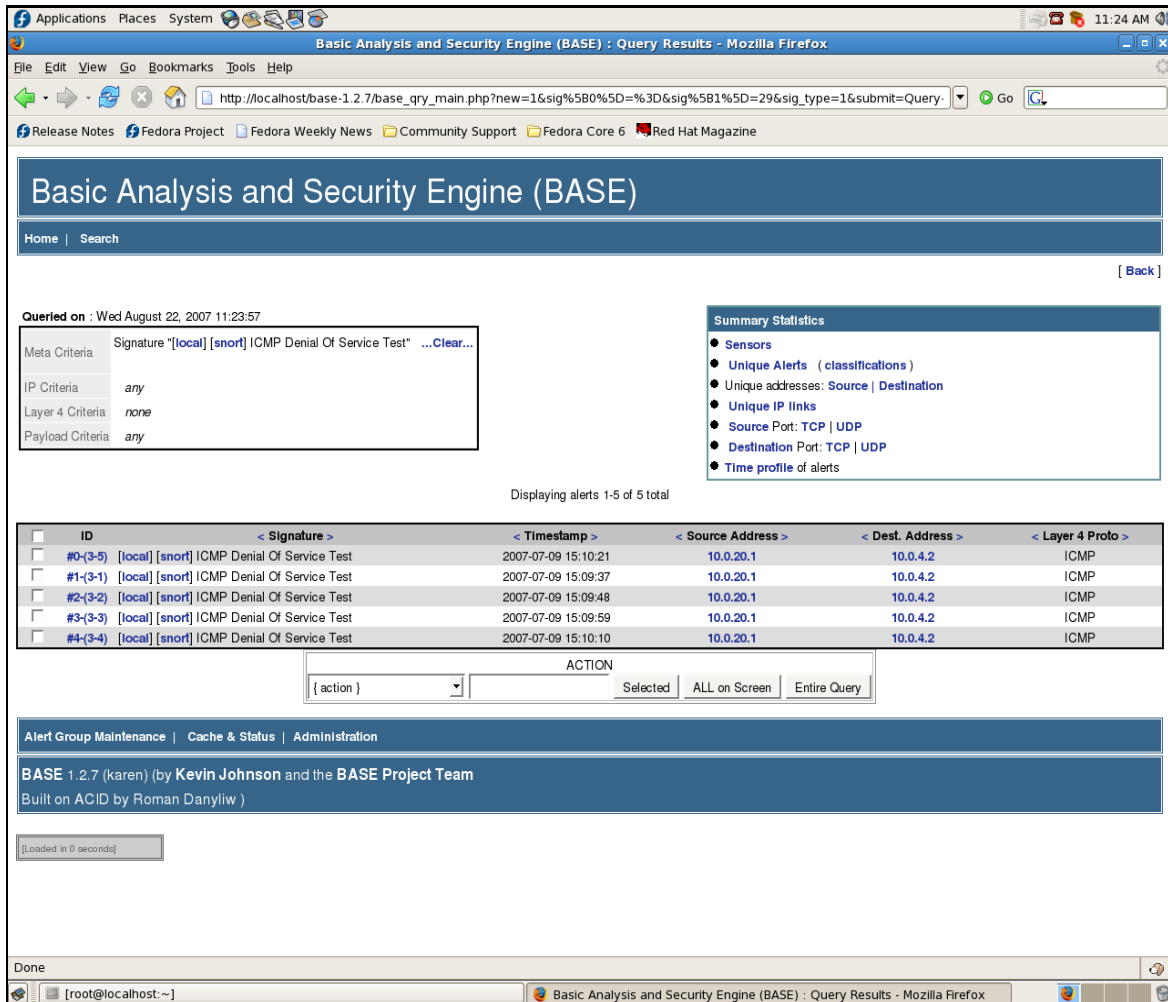 Applications Places System 11:24 AM
Basic Analysis and Security Engine (BASE) : Query Results - Mozilla Firefox
File Edit View Go Bookmarks Tools Help
http://localhost/base-1.2.7/base_qry_main.php?new=1&sig%5B0%5D=%3D&sig%5B1%5D=29&sig_type=1&submit=Query- Go G
Release Notes Fedora Project Fedora Weekly News Community Support Fedora Core 6 Red Hat Magazine
Basic Analysis and Security Engine (BASE)
Home | Search
[ Back ]
Queried on : Wed August 22, 2007 11:23:57
Meta Criteria Signature "[local] [snort] ICMP Denial Of Service Test" ...Clear...
IP Criteria any
Layer 4 Criteria none
Payload Criteria any
Summary Statistics
Sensors
Unique Alerts ( classifications )
Unique addresses: Source | Destination
Unique IP links
Source Port: TCP | UDP
Destination Port: TCP | UDP
Time profile of alerts
Displaying alerts 1-5 of 5 total
ID < Signature > < Timestamp > < Source Address > < Dest. Address > < Layer 4 Proto >
#0-(3-5) [local] [snort] ICMP Denial Of Service Test 2007-07-09 15:10:21 10.0.20.1 10.0.4.2 ICMP
#1-(3-1) [local] [snort] ICMP Denial Of Service Test 2007-07-09 15:09:37 10.0.20.1 10.0.4.2 ICMP
#2-(3-2) [local] [snort] ICMP Denial Of Service Test 2007-07-09 15:09:48 10.0.20.1 10.0.4.2 ICMP
#3-(3-3) [local] [snort] ICMP Denial Of Service Test 2007-07-09 15:09:59 10.0.20.1 10.0.4.2 ICMP
#4-(3-4) [local] [snort] ICMP Denial Of Service Test 2007-07-09 15:10:10 10.0.20.1 10.0.4.2 ICMP
ACTION
{ action } Selected ALL on Screen Entire Query
Alert Group Maintenance | Cache & Status | Administration
BASE 1.2.7 (karen) (by Kevin Johnson and the BASE Project Team
Built on ACID by Roman Danyliw )
[Loaded in 0 seconds]
Done
[root@localhost:~] Basic Analysis and Security Engine (BASE) : Query Results - Mozilla Firefox